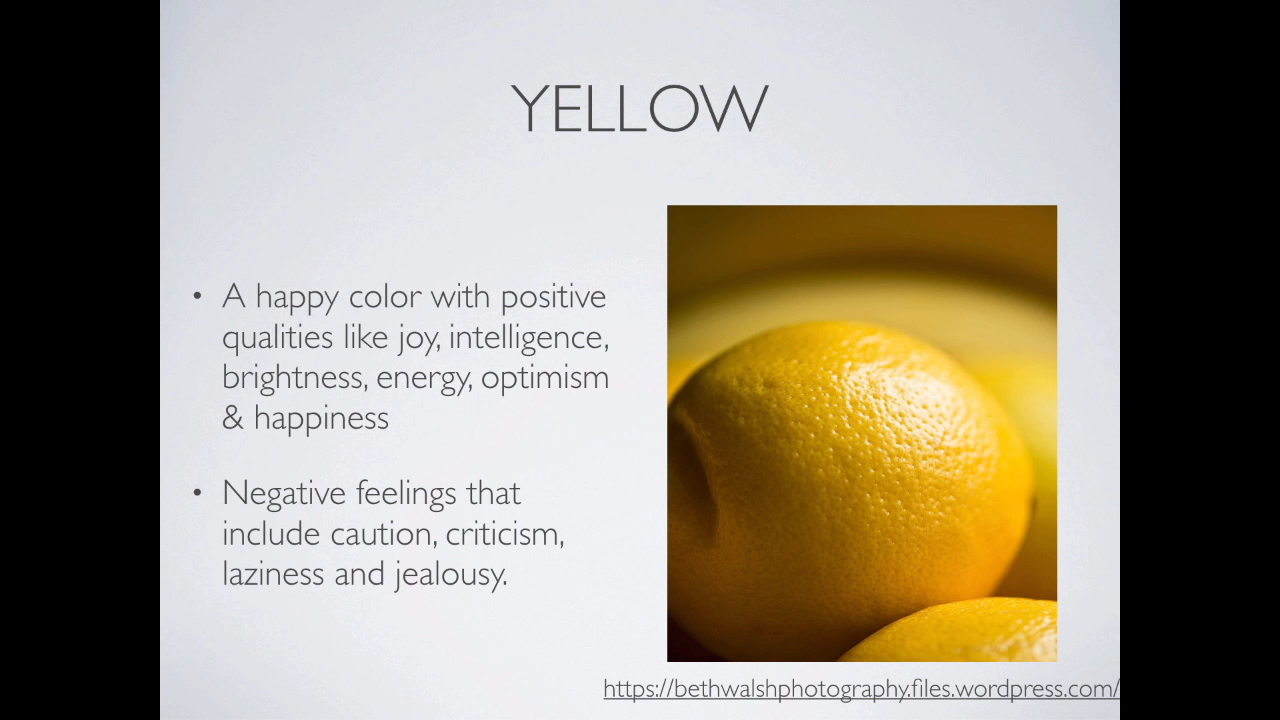 YELLOW
• A happy color with positive
qualities like joy, intelligence,
brightness, energy, optimism
& happiness
• Negative feelings that
include caution, criticism,
laziness and jealousy.
https://bethwalshphotography.files.wordpress.com/